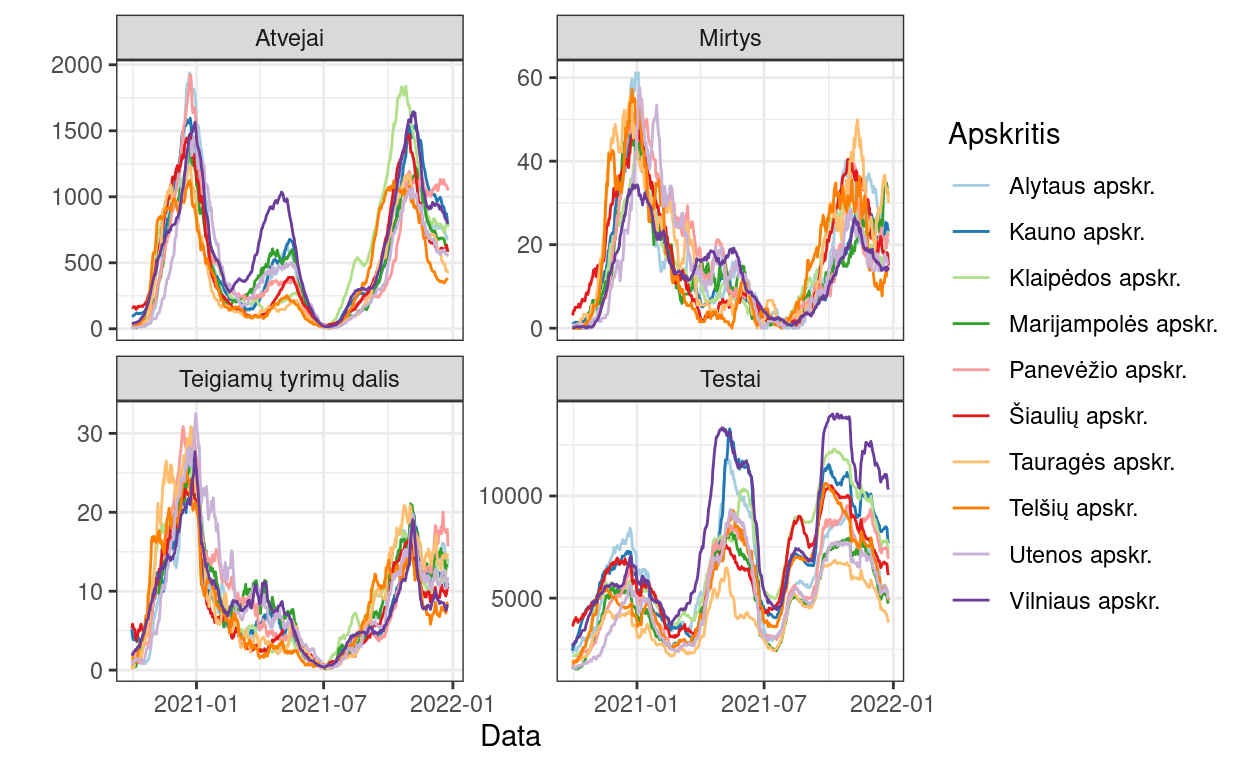 Atvejai
Mirtys
2000
1500
1000
500
0
60
40
20
0
Teigiamų tyrimų dalis
Testai
30
20
10
0
10000
5000
2021-01 2021-07 2022-01
2021-01 2021-07 2022-01
Data
Apskritis
Alytaus apskr.
Kauno apskr.
Klaipėdos apskr.
Marijampolės apskr.
Panevėžio apskr.
Šiaulių apskr.
Tauragės apskr.
Telšių apskr.
Utenos apskr.
Vilniaus apskr.